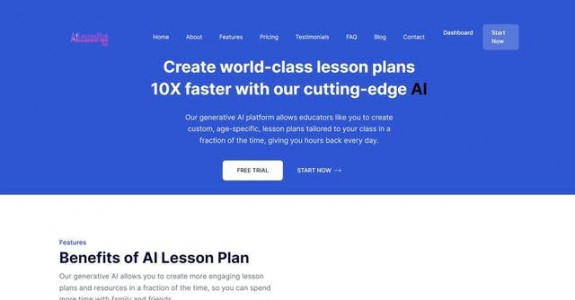 Home About Features Pricing Testimonials FAQ Blog Contact Dashboard Start
Now
Create world-class lesson plans
10X faster with our cutting-edge AI
Our generative AI platform allows educators like you to create
custom, age-specific, lesson plans tailored to your class in a
fraction of the time, giving you hours back every day.
FREE TRIAL START NOW
Features
Benefits of AI Lesson Plan
Our generative AI allows you to create more engaging lesson
plans and resources in a fraction of the time, so you can spend
more time with family and friends